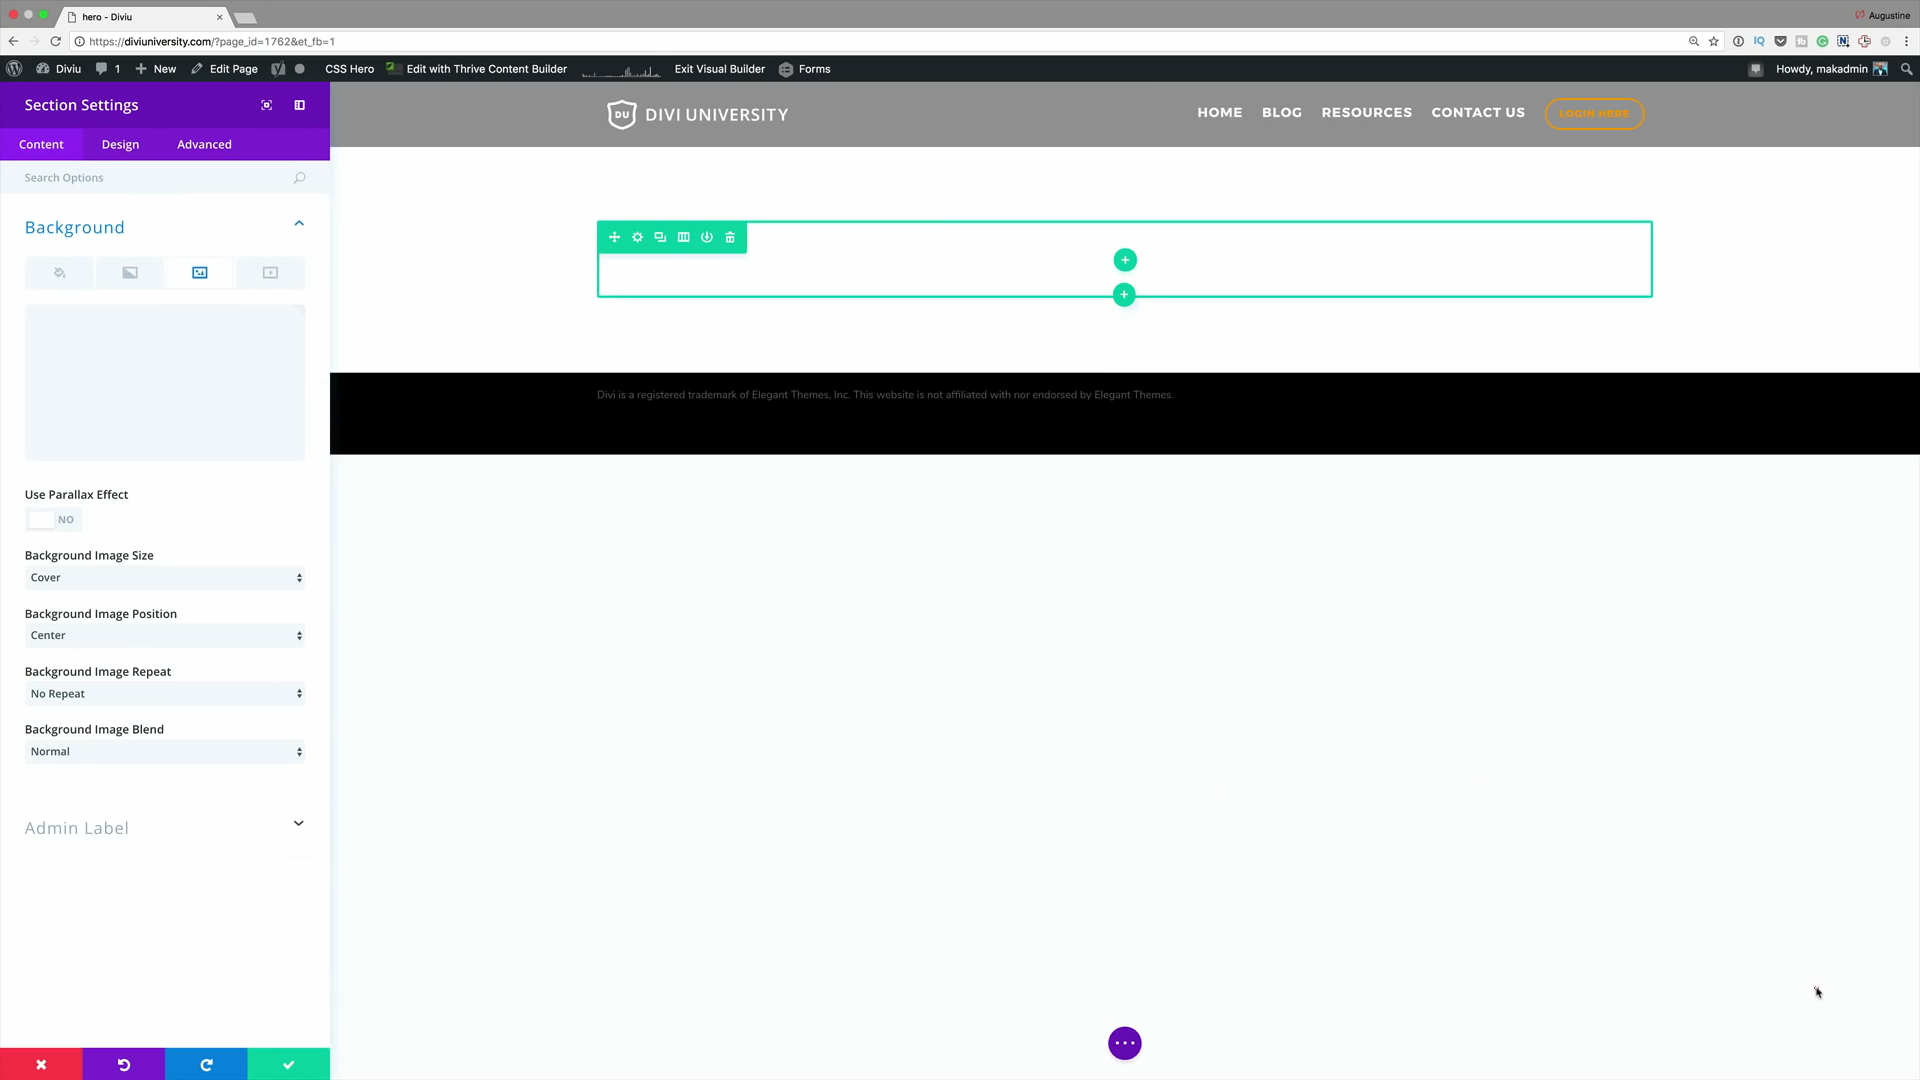 hero - Diviu
Augustine
https://diviuniversity.com/?page_id=1762&et_fb=1
Diviu 1 New Edit Page CSS Hero Edit with Thrive Content Builder Exit Visual Builder Forms Howdy, makadmin
Section Settings
Content Design Advanced
Search Options
Background
Use Parallax Effect
NO
Background Image Size
Cover
Background Image Position
Center
Background Image Repeat
No Repeat
Background Image Blend
Normal
Admin Label
DU DIVI UNIVERSITY
HOME BLOG RESOURCES CONTACT US LOGIN HERE
Divi is a registered trademark of Elegant Themes, Inc. This website is not affiliated with nor endorsed by Elegant Themes.